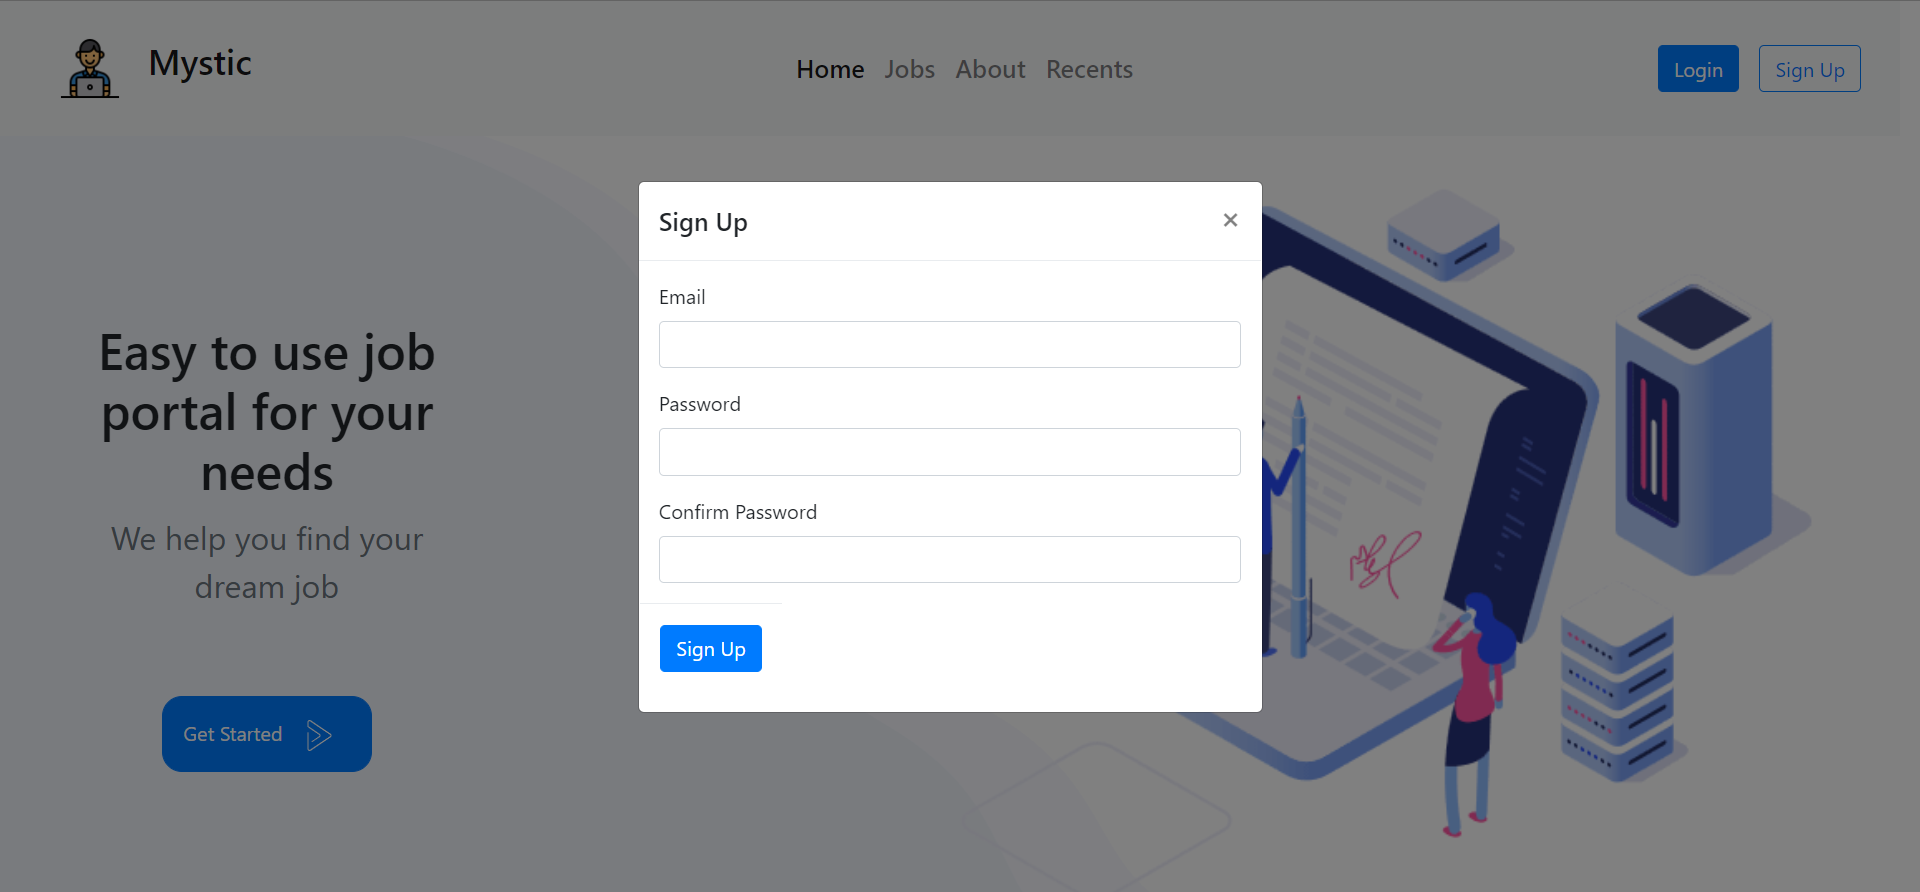 Mystic
Home Jobs About Recents
Login Sign Up
Easy to use job
portal for your
needs
We help you find your
dream job
Get Started
Sign Up ×
Email
Password
Confirm Password
Sign Up